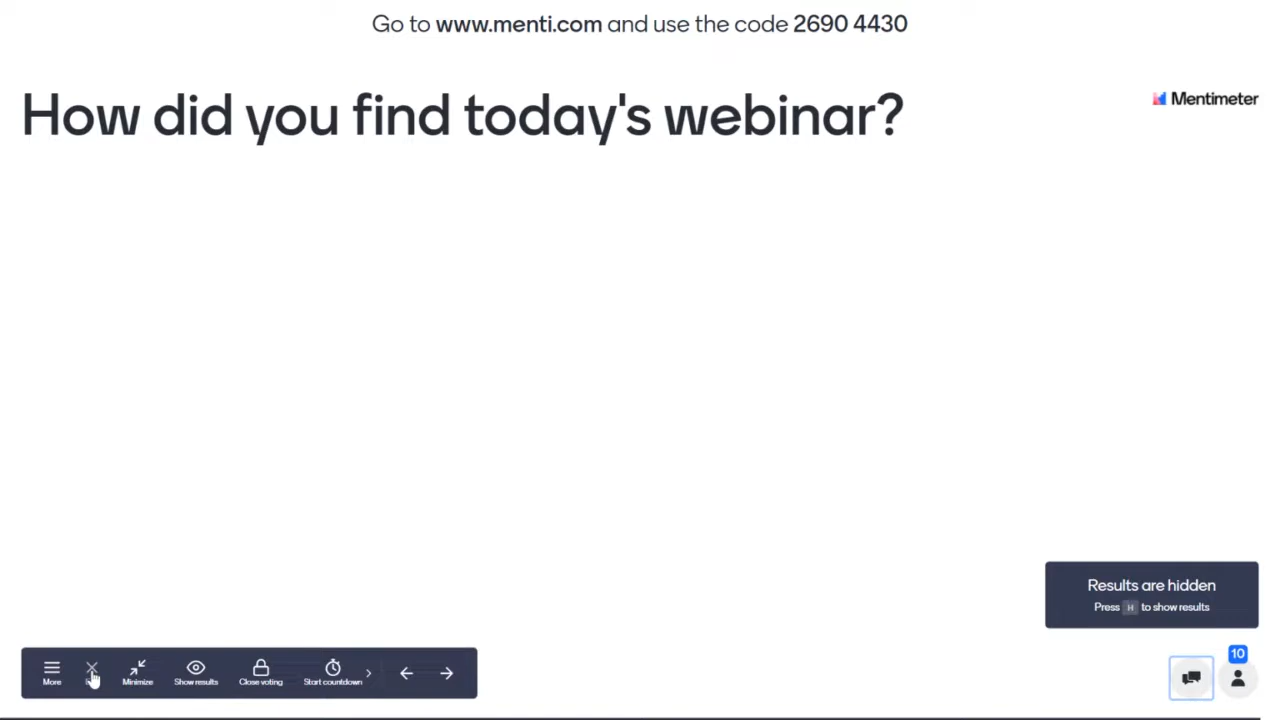 Go to www.menti.com and use the code 2690 4430
How did you find today's webinar?
Mentimeter
Results are hidden
Press H to show results
10
More
Minimize
Show results
Close voting
Start countdown